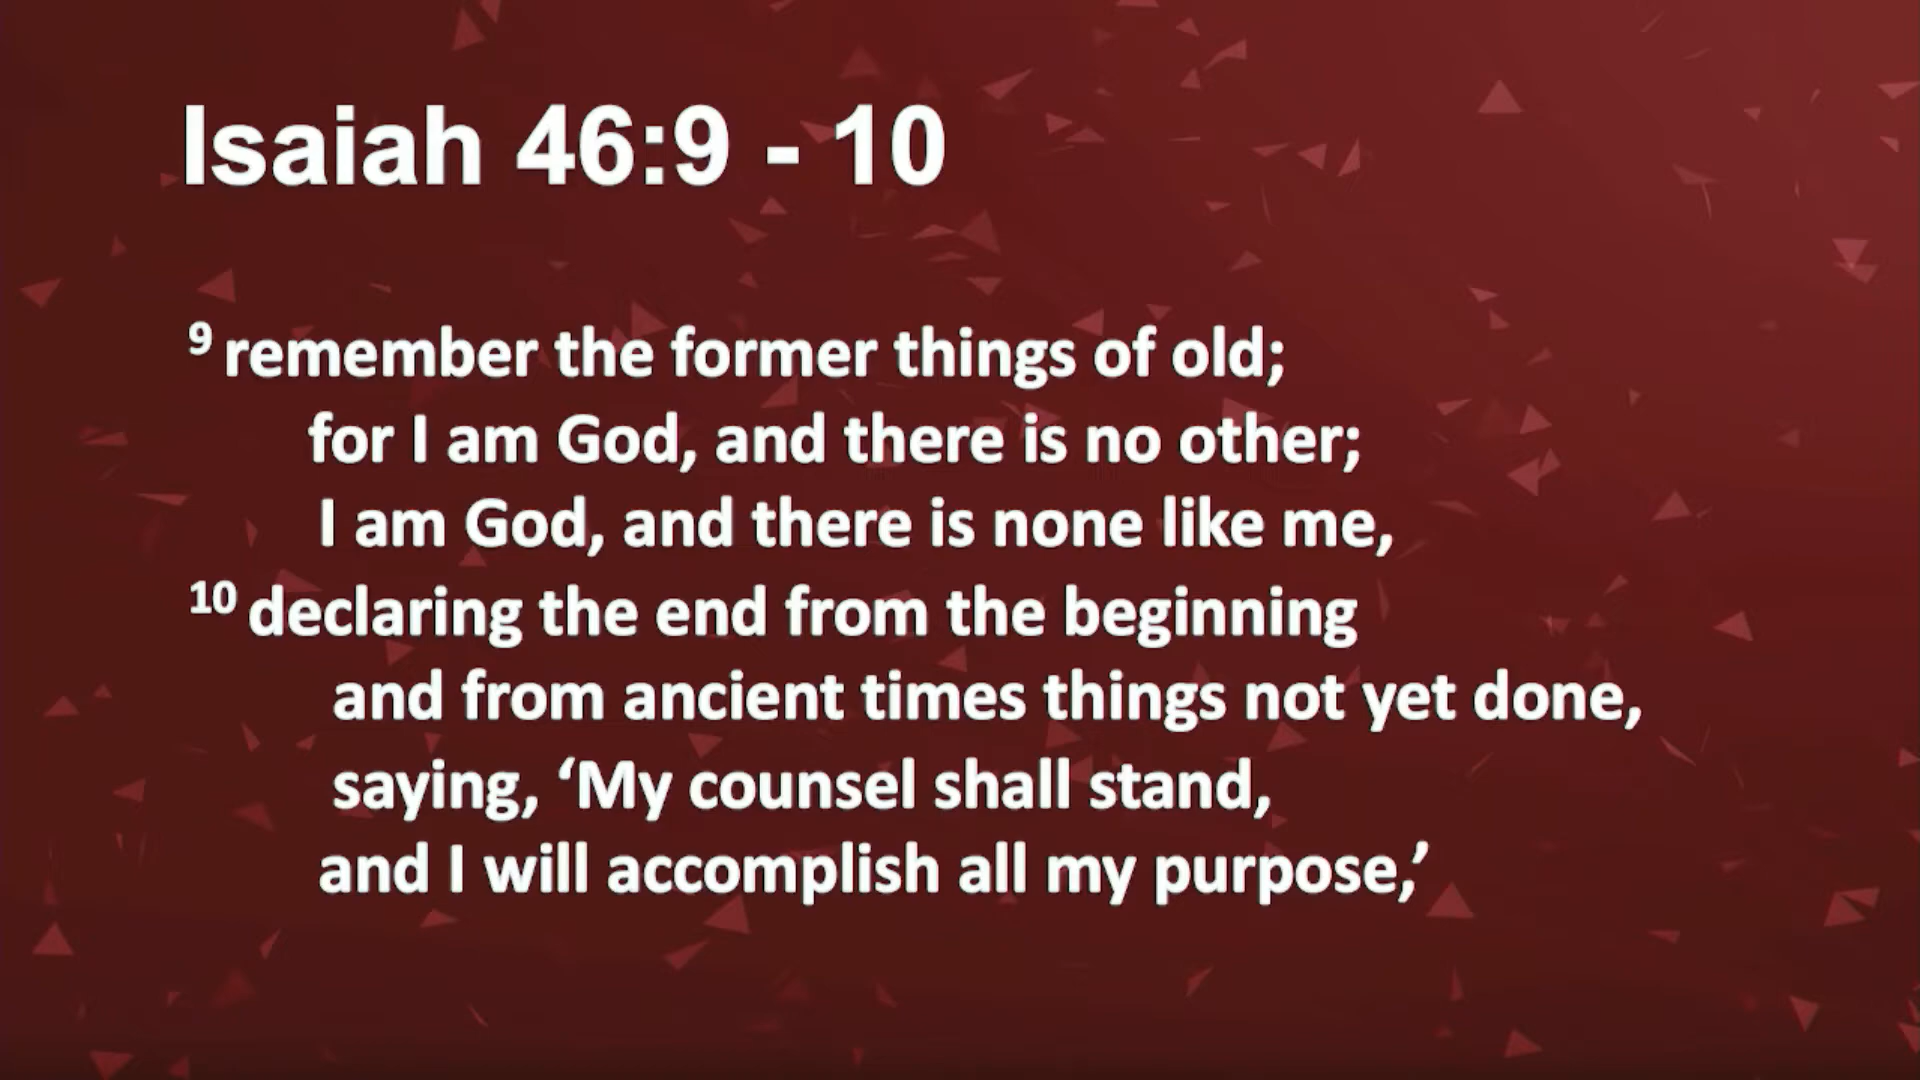 Isaiah 46:9 - 10
9 remember the former things of old;
for I am God, and there is no other;
I am God, and there is none like me,
10 declaring the end from the beginning
and from ancient times things not yet done,
saying, ‘My counsel shall stand,
and I will accomplish all my purpose,’